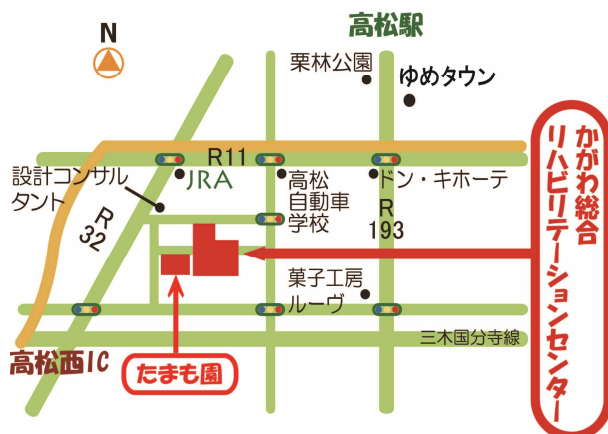 高松駅
N
栗林公園
ゆめタウン
R11
設計コンサル
タント
JRA
高松
自動車
学校
ドン・キホーテ
R
193
R
32
菓子工房
ルーヴ
三木国分寺線
高松西IC
たまも園
かがわ総合
リハビリテーションセンター